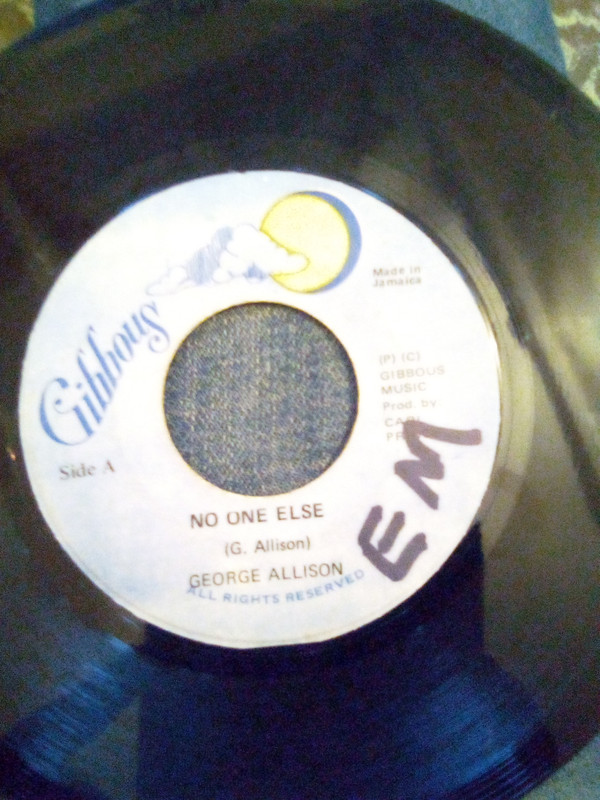 Gibbous
Made in
Jamaica
(P) (C)
GIBBOUS
MUSIC
Prod. by
EM
Side A
NO ONE ELSE
(G. Allison)
GEORGE ALLISON
ALL RIGHTS RESERVED